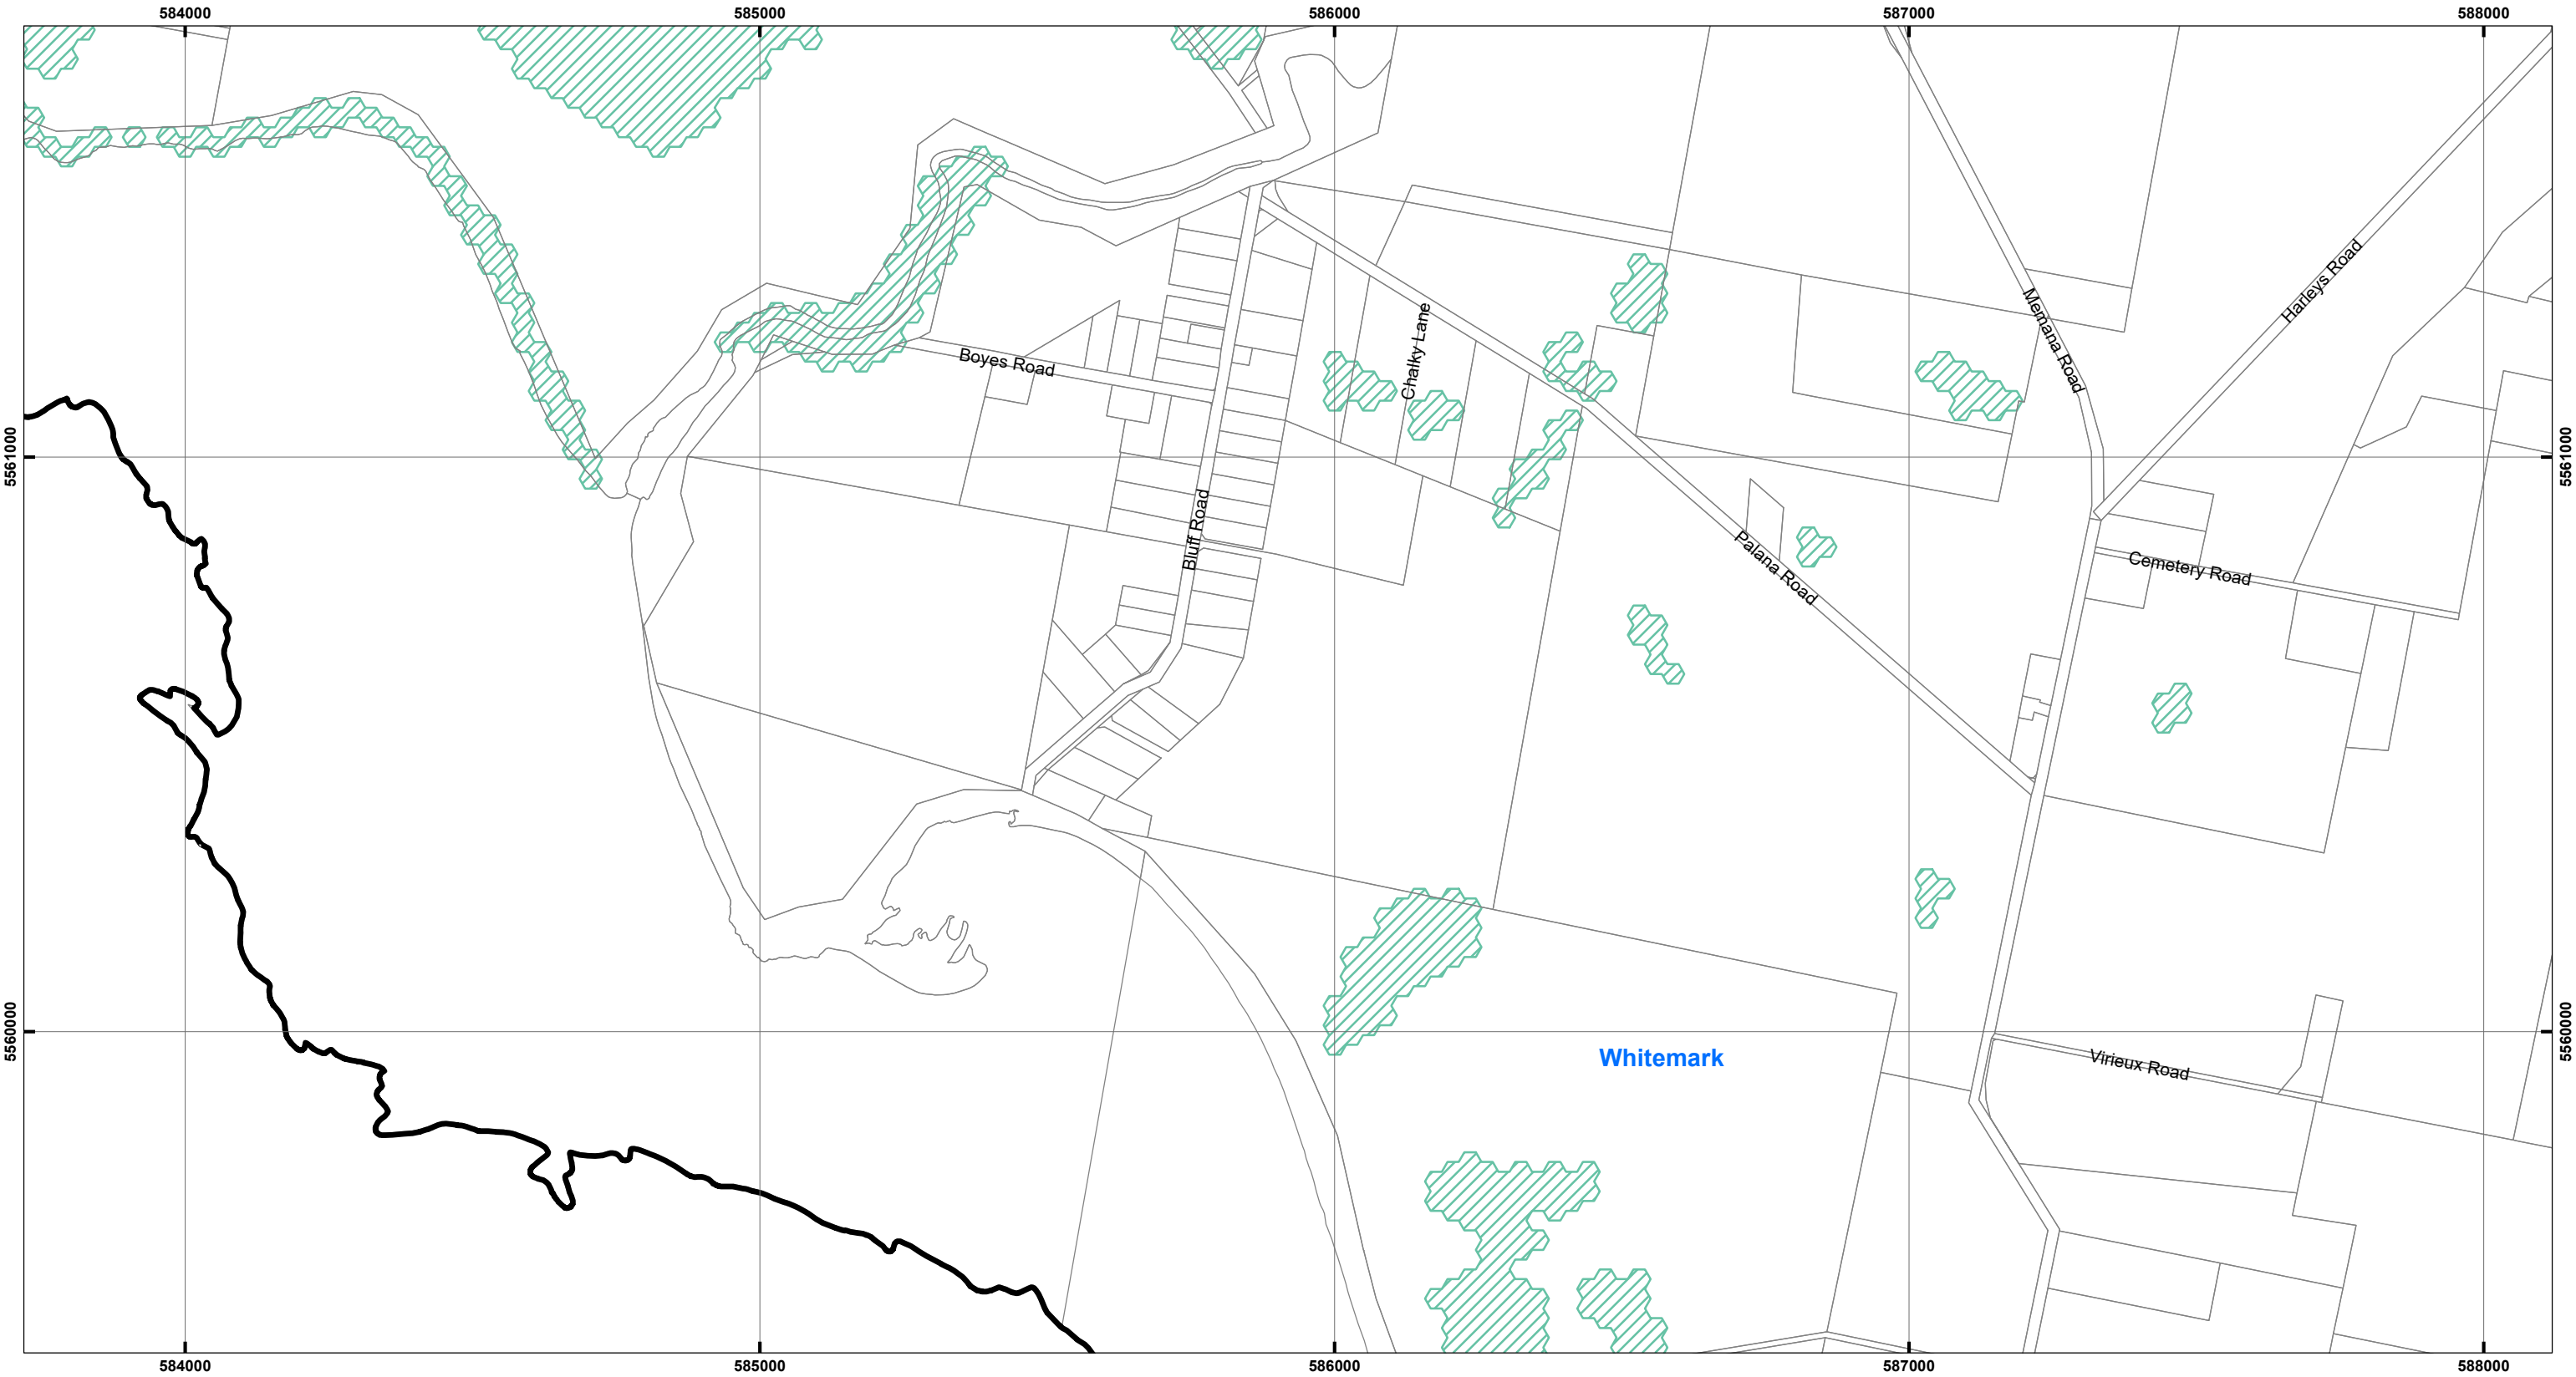 584000
585000
586000
587000
588000
Harleys Road
Memana Road
Chalky Lane
Boyes Road
5561000
5561000
Bluff Road
Palana Road
Cemetery Road
5560000
5560000
Whitemark
Virieux Road
584000
585000
586000
587000
588000